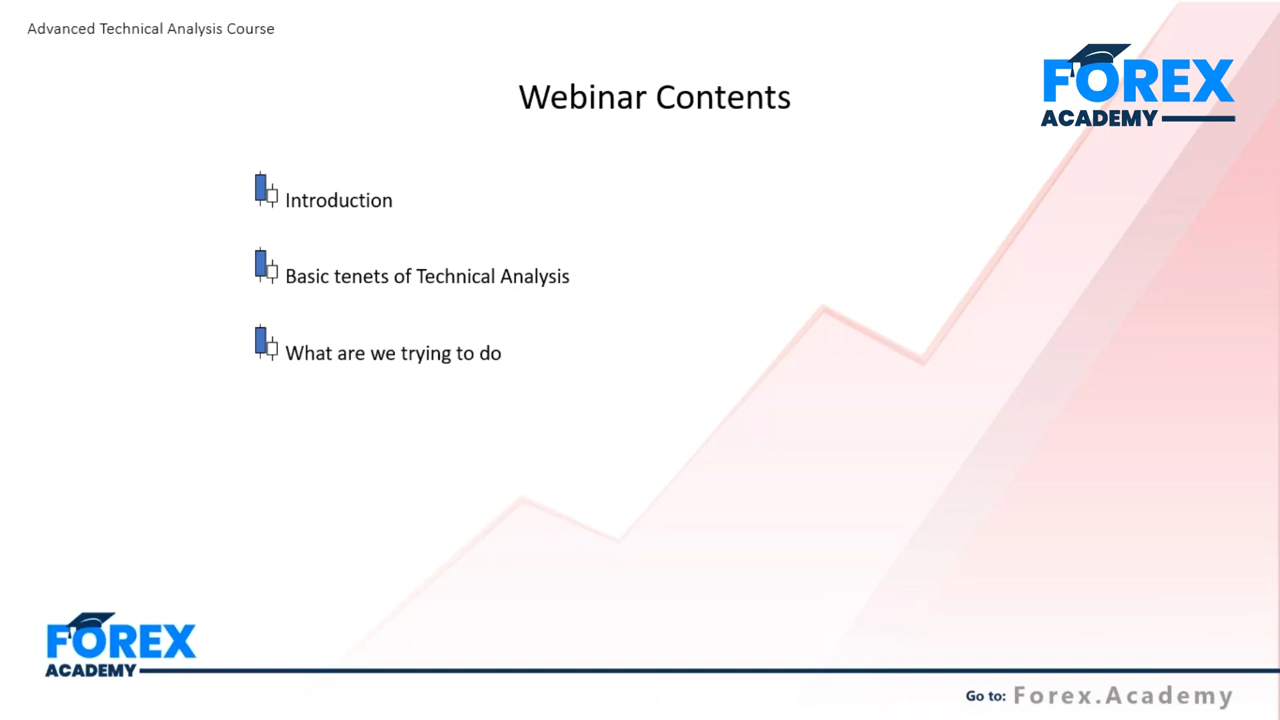 Advanced Technical Analysis Course
FOREX
ACADEMY
Webinar Contents
Introduction
Basic tenets of Technical Analysis
What are we trying to do
FOREX
ACADEMY
Go to: Forex.Academy